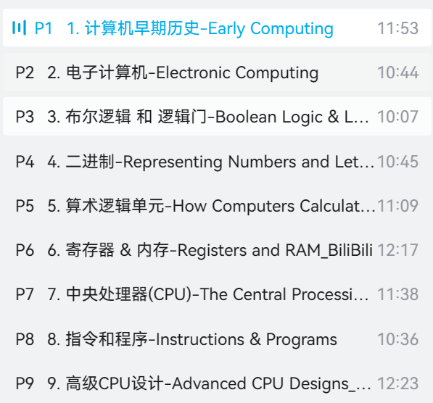 P1 1. 计算机早期历史-Early Computing 11:53
P2 2. 电子计算机-Electronic Computing 10:44
P3 3. 布尔逻辑 和 逻辑门-Boolean Logic & L... 10:07
P4 4. 二进制-Representing Numbers and Let... 10:45
P5 5. 算术逻辑单元-How Computers Calculat... 11:09
P6 6. 寄存器 & 内存-Registers and RAM_BiliBili 12:17
P7 7. 中央处理器(CPU)-The Central Processi... 11:38
P8 8. 指令和程序-Instructions & Programs 10:36
P9 9. 高级CPU设计-Advanced CPU Designs_... 12:23